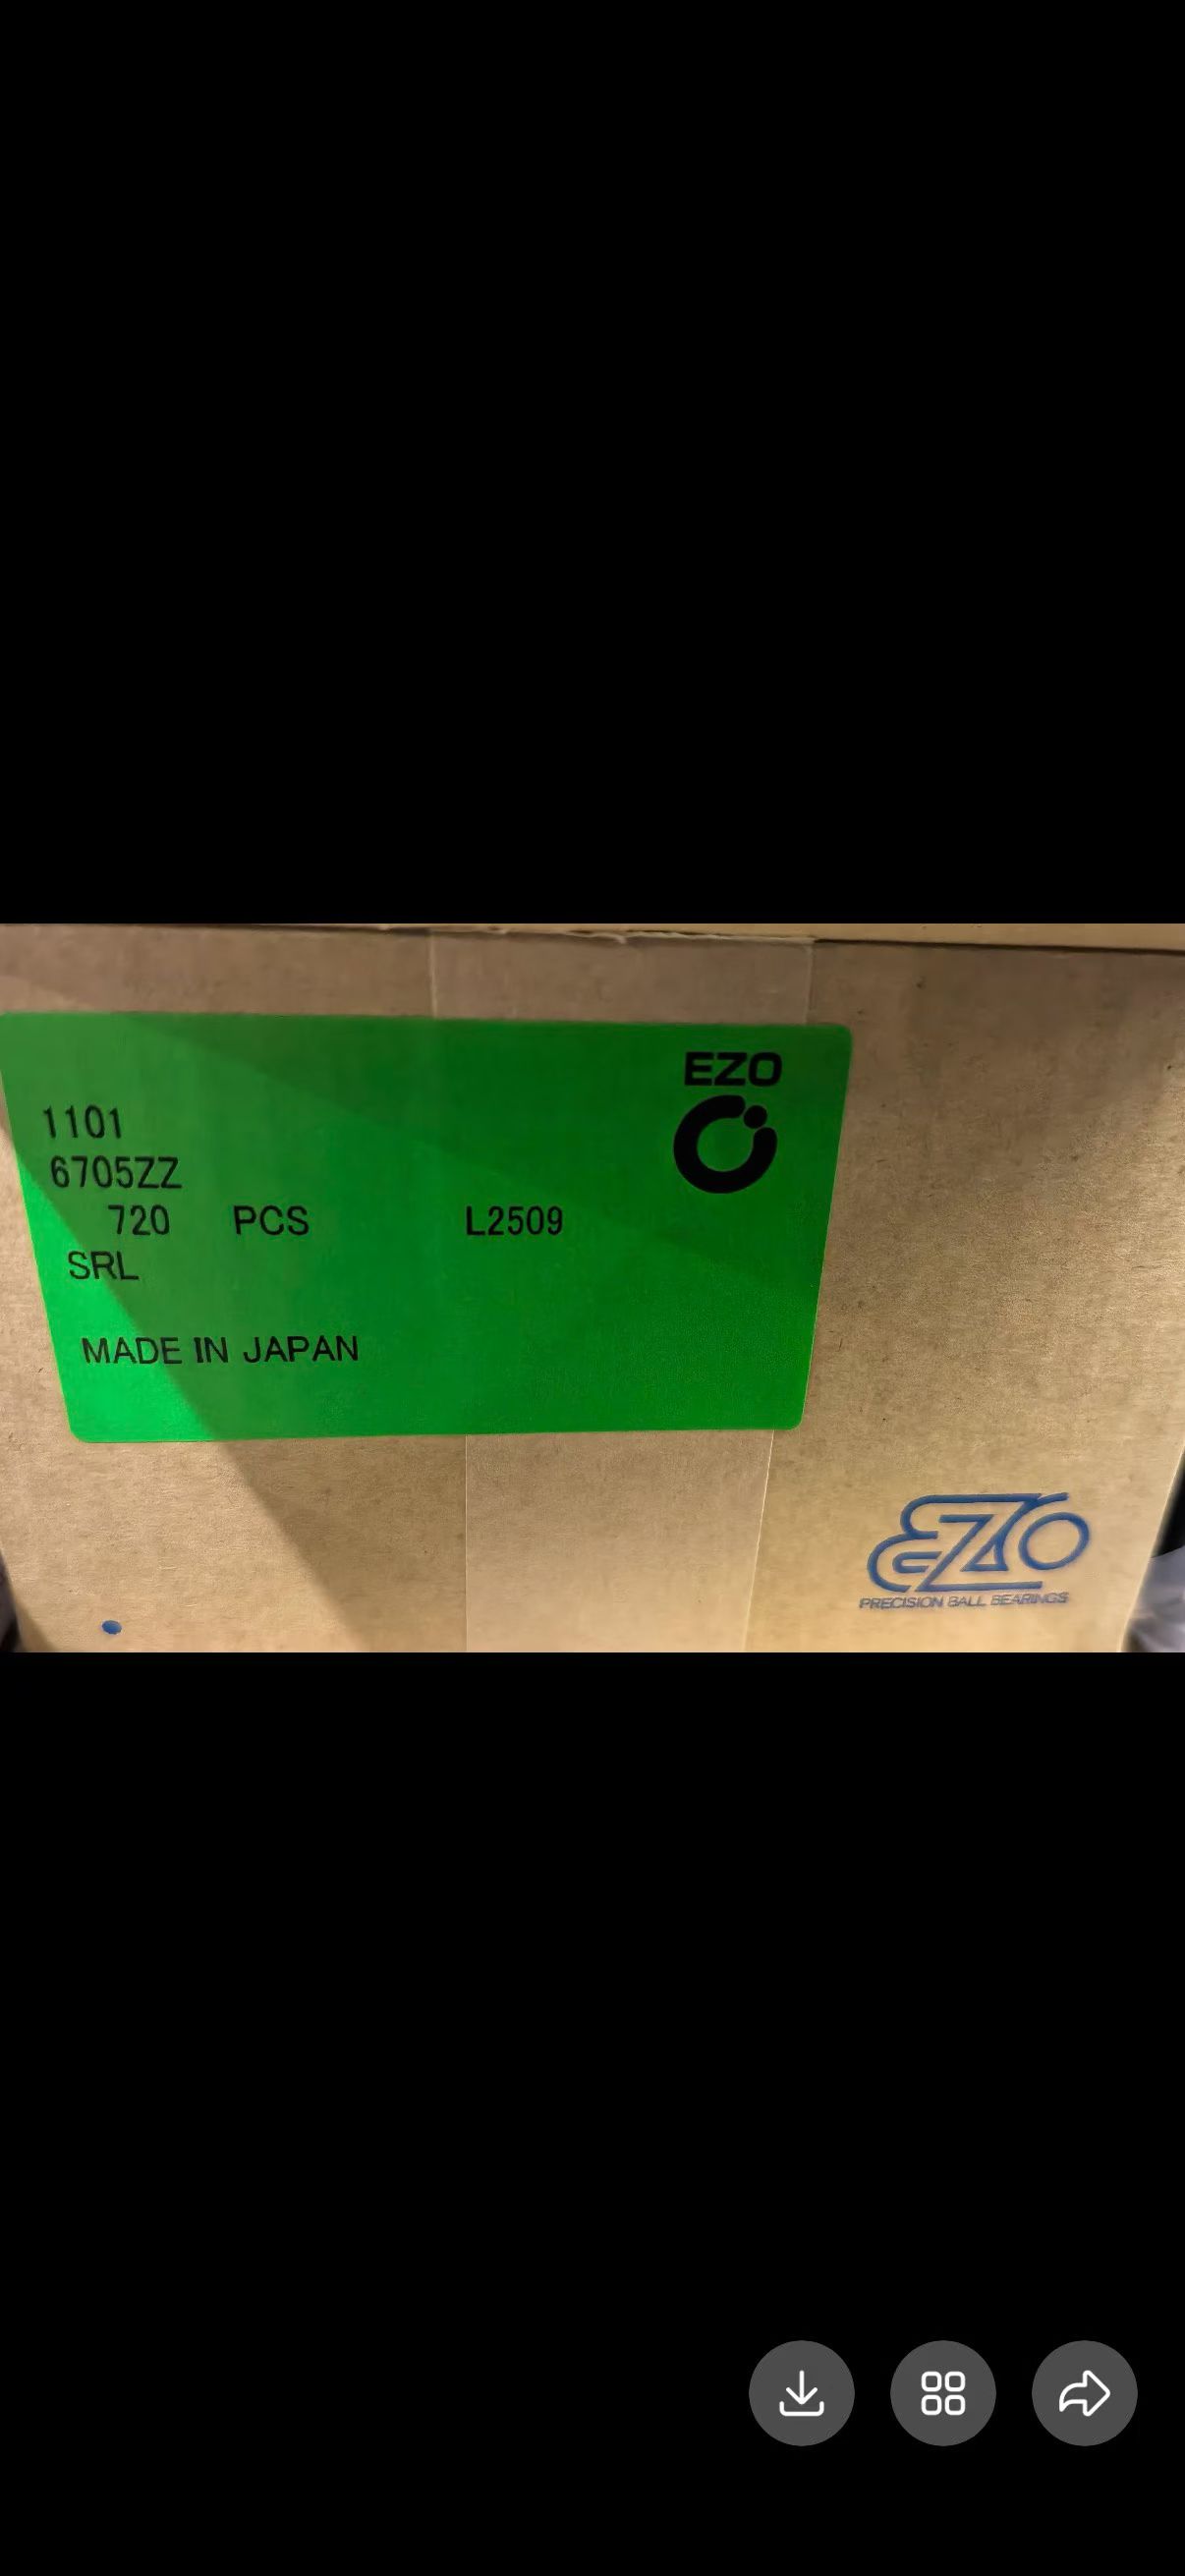 EZO
1101
6705ZZ
720 PCS L2509
SRL
MADE IN JAPAN
EZO
PRECISION BALL BEARINGS